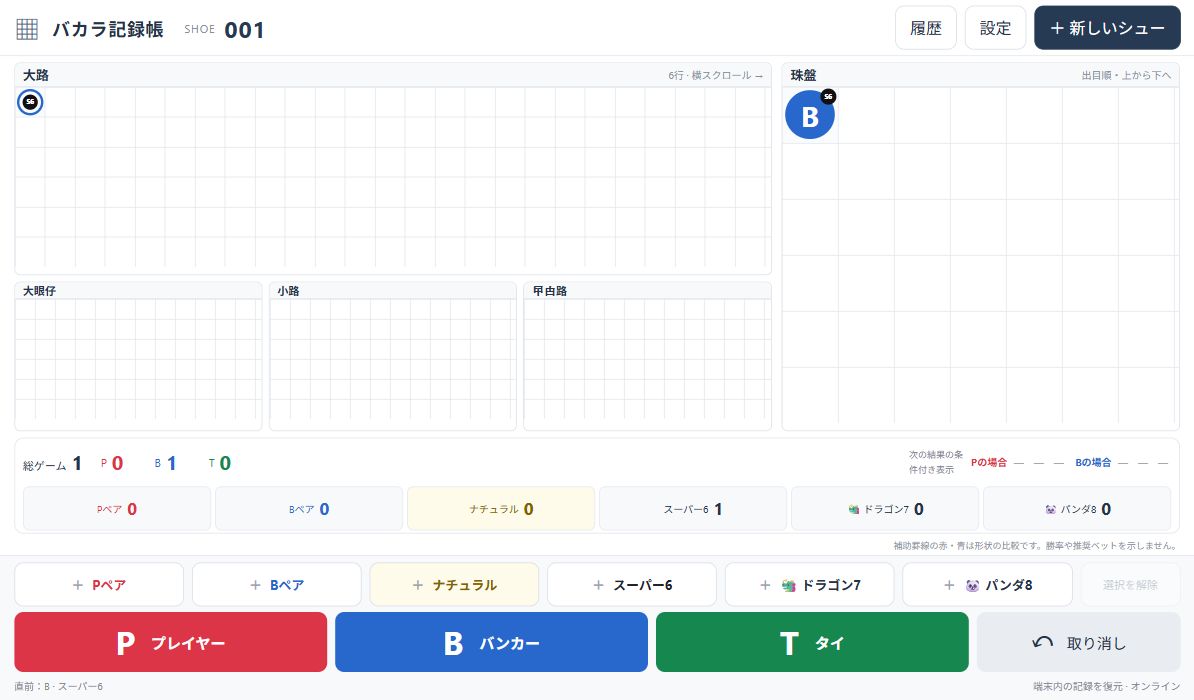 バカラ記録帳 SHOE 001 履歴 設定 ＋ 新しいシュー
大路 6行・横スクロール →
S6
珠盤 出目順・上から下へ
B S6
大眼仔
小路
甲由路
総ゲーム 1 P 0 B 1 T 0
次の結果の条件付き表示 Pの場合 — — — Bの場合 — — —
Pペア 0 Bペア 0 ナチュラル 0 スーパー6 1 🐲 ドラゴン7 0 🐼 パンダ8 0
補助罫線の赤・青は形状の比較です。勝率や推奨ベットを示しません。
＋ Pペア ＋ Bペア ＋ ナチュラル ＋ スーパー6 ＋ 🐲 ドラゴン7 ＋ 🐼 パンダ8 選択を解除
P プレイヤー B バンカー T タイ 取り消し
直前：B・スーパー6 端末内の記録を復元・オンライン